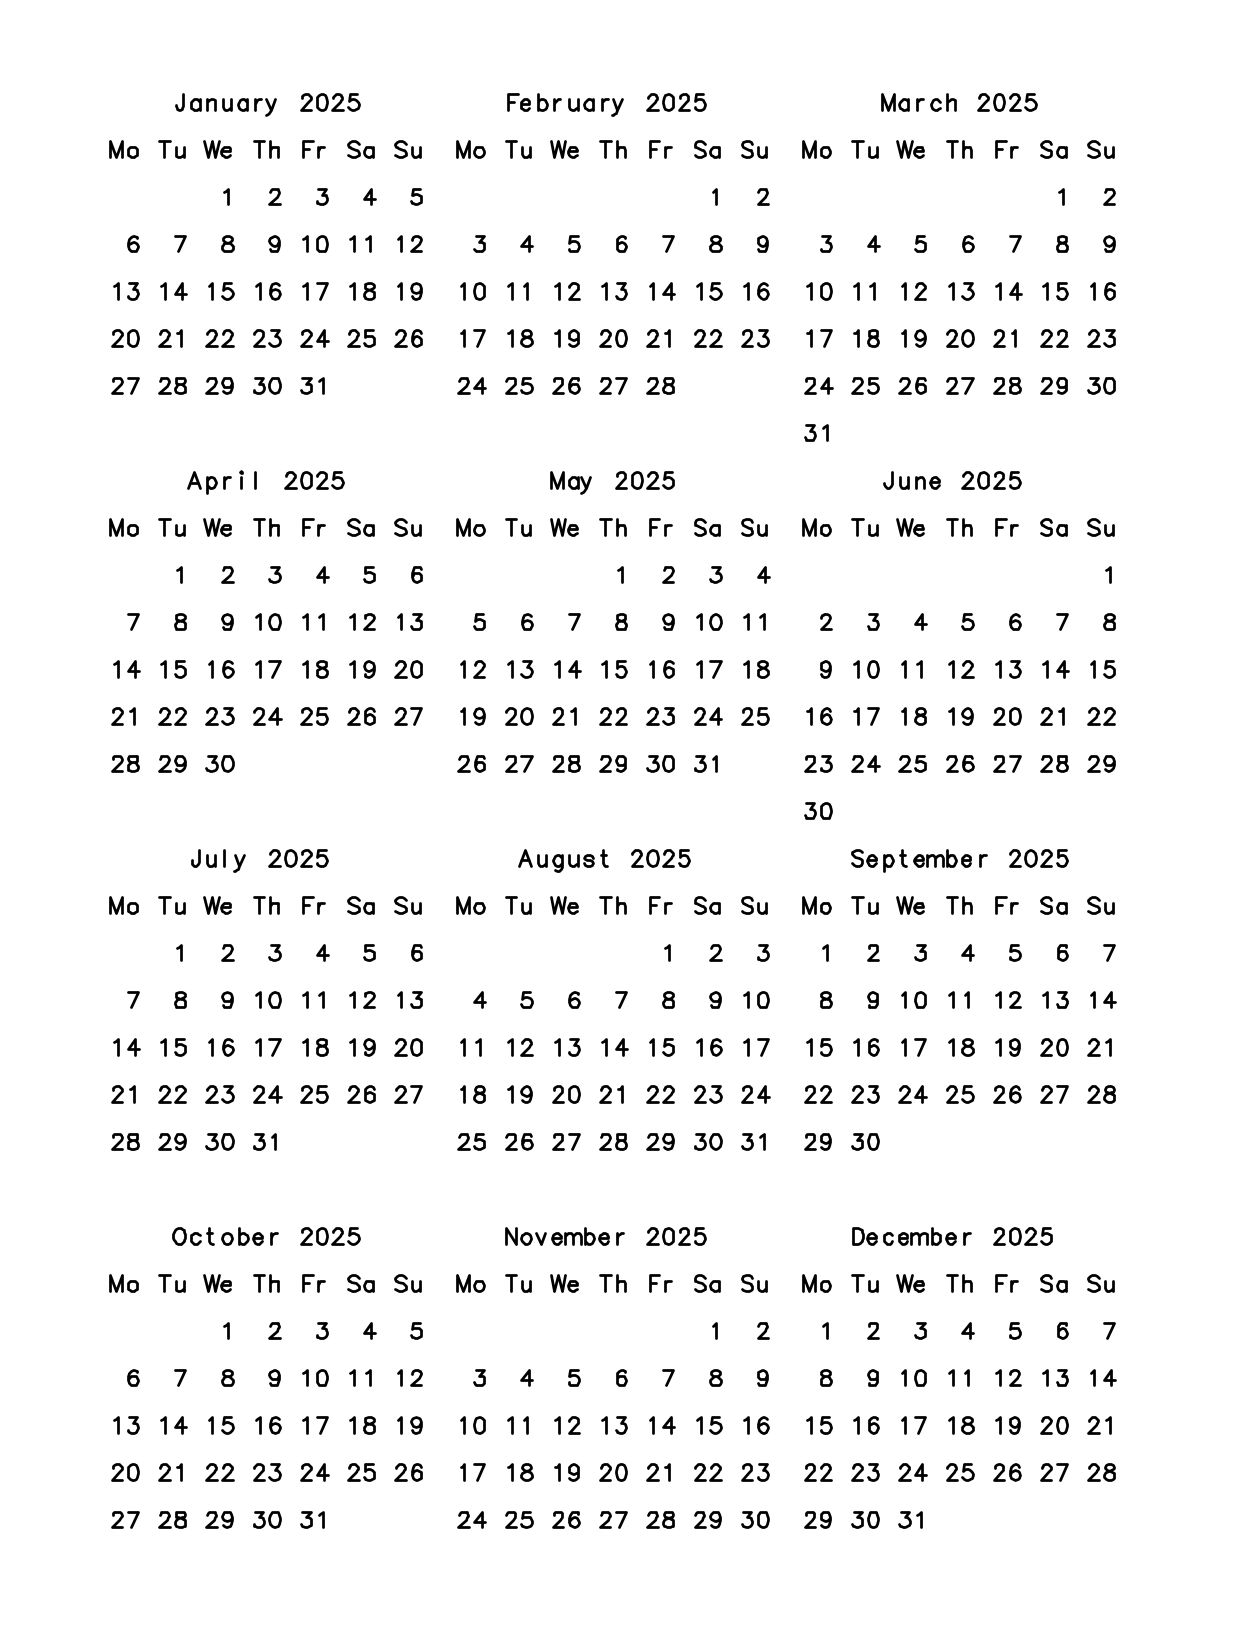 January 2025 February 2025 March 2025
Mo Tu We Th Fr Sa Su Mo Tu We Th Fr Sa Su Mo Tu We Th Fr Sa Su
1 2 3 4 5 1 2 1 2
6 7 8 9 10 11 12 3 4 5 6 7 8 9 3 4 5 6 7 8 9
13 14 15 16 17 18 19 10 11 12 13 14 15 16 10 11 12 13 14 15 16
20 21 22 23 24 25 26 17 18 19 20 21 22 23 17 18 19 20 21 22 23
27 28 29 30 31 24 25 26 27 28 24 25 26 27 28 29 30
31
April 2025 May 2025 June 2025
Mo Tu We Th Fr Sa Su Mo Tu We Th Fr Sa Su Mo Tu We Th Fr Sa Su
1 2 3 4 5 6 1 2 3 4 1
7 8 9 10 11 12 13 5 6 7 8 9 10 11 2 3 4 5 6 7 8
14 15 16 17 18 19 20 12 13 14 15 16 17 18 9 10 11 12 13 14 15
21 22 23 24 25 26 27 19 20 21 22 23 24 25 16 17 18 19 20 21 22
28 29 30 26 27 28 29 30 31 23 24 25 26 27 28 29
30
July 2025 August 2025 September 2025
Mo Tu We Th Fr Sa Su Mo Tu We Th Fr Sa Su Mo Tu We Th Fr Sa Su
1 2 3 4 5 6 1 2 3 1 2 3 4 5 6 7
7 8 9 10 11 12 13 4 5 6 7 8 9 10 8 9 10 11 12 13 14
14 15 16 17 18 19 20 11 12 13 14 15 16 17 15 16 17 18 19 20 21
21 22 23 24 25 26 27 18 19 20 21 22 23 24 22 23 24 25 26 27 28
28 29 30 31 25 26 27 28 29 30 31 29 30
October 2025 November 2025 December 2025
Mo Tu We Th Fr Sa Su Mo Tu We Th Fr Sa Su Mo Tu We Th Fr Sa Su
1 2 3 4 5 1 2 1 2 3 4 5 6 7
6 7 8 9 10 11 12 3 4 5 6 7 8 9 8 9 10 11 12 13 14
13 14 15 16 17 18 19 10 11 12 13 14 15 16 15 16 17 18 19 20 21
20 21 22 23 24 25 26 17 18 19 20 21 22 23 22 23 24 25 26 27 28
27 28 29 30 31 24 25 26 27 28 29 30 29 30 31